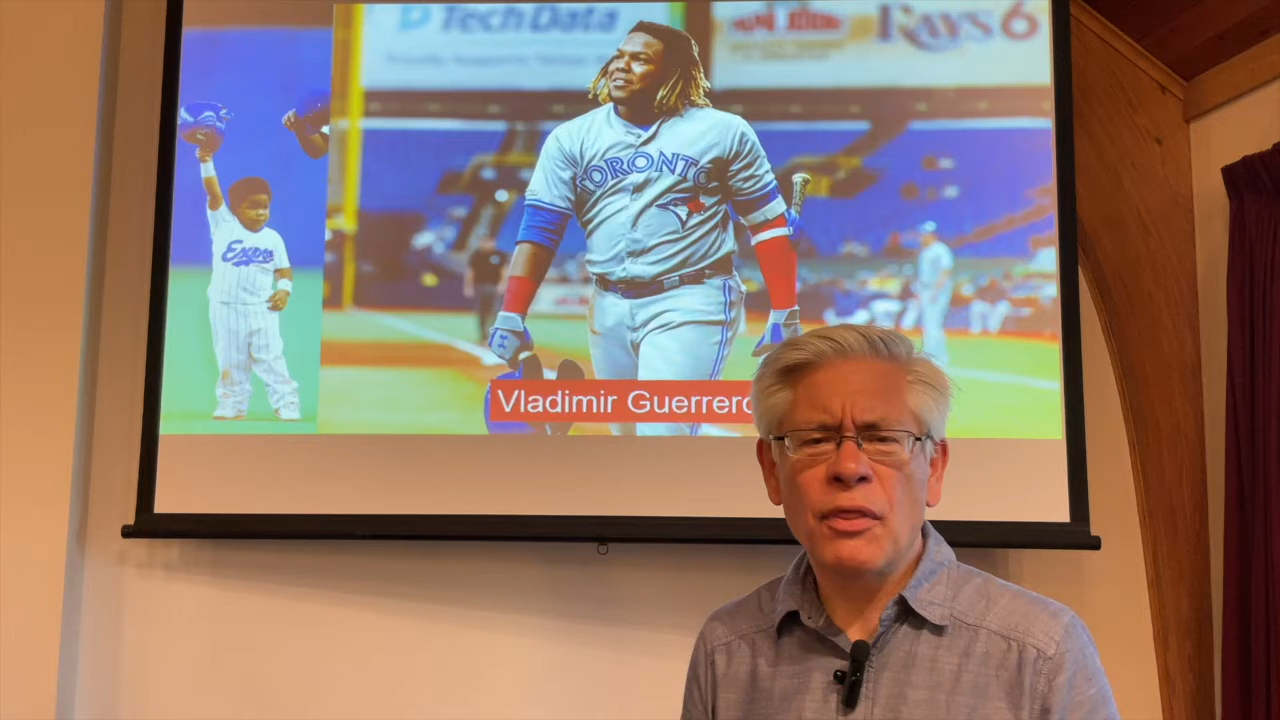 TechData
Rays 6
Expos
TORONTO
Vladimir Guerrero